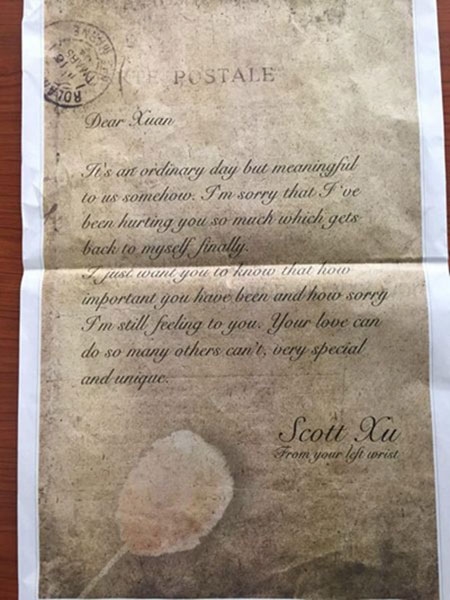 POSTALE
Dear Xuan
It's an ordinary day but meaningful
to us somehow. I'm sorry that I've
been hurting you so much which gets
back to myself finally.
I just want you to know that how
important you have been and how sorry
I'm still feeling to you. Your love can
do so many others can't, very special
and unique.
Scott Xu
From your left wrist